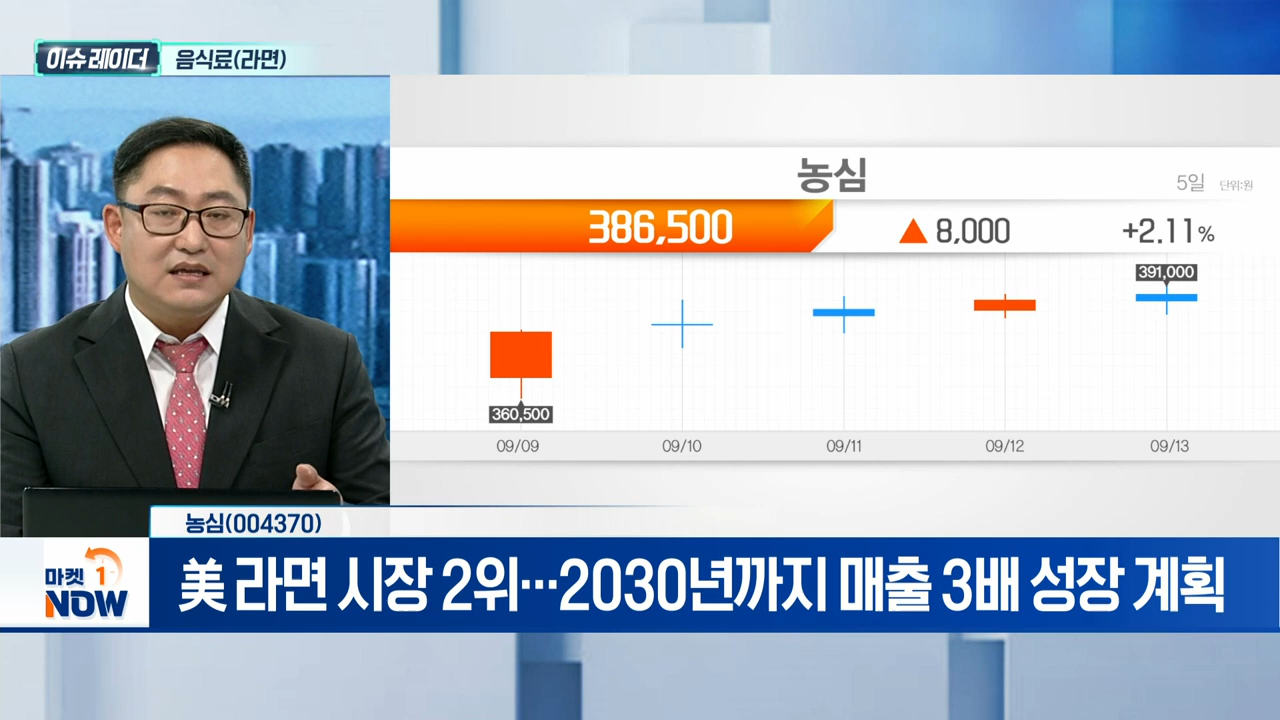 이슈 레이더 음식료(라면)
농심
5일 단위:원
386,500 ▲ 8,000 +2.11%
391,000
360,500
09/09 09/10 09/11 09/12 09/13
농심(004370)
마켓 1
NOW
美 라면 시장 2위…2030년까지 매출 3배 성장 계획